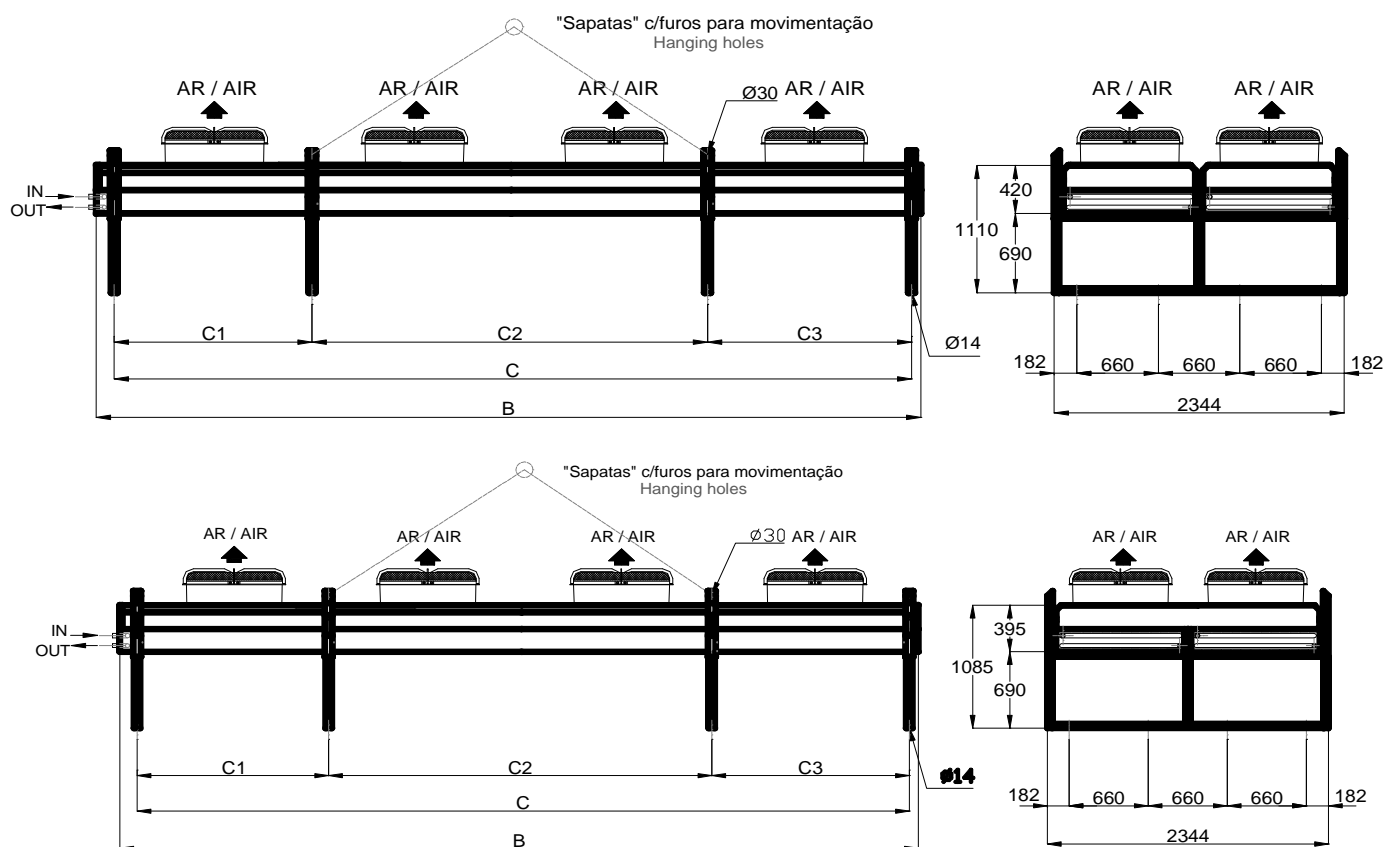 "Sapatas" c/furos para movimentação
Hanging holes
AR / AIR
AR / AIR
AR / AIR
AR / AIR
Ø30
IN
OUT
C1
C2
C3
Ø14
C
B
AR / AIR
AR / AIR
420
1110
690
182
660
660
660
182
2344
"Sapatas" c/furos para movimentação
Hanging holes
AR / AIR
AR / AIR
AR / AIR
Ø30
AR / AIR
IN
OUT
C1
C2
C3
Ø14
C
B
AR / AIR
AR / AIR
395
1085
690
182
660
660
660
182
2344